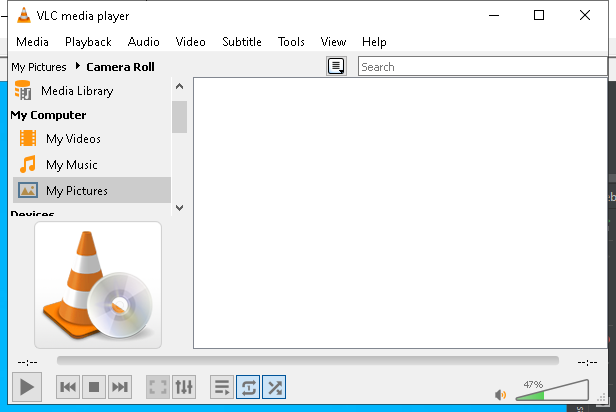 VLC media player
Media Playback Audio Video Subtitle Tools View Help
My Pictures Camera Roll Search
Media Library
My Computer
My Videos
My Music
My Pictures
Devices
--:-- --:--
47%